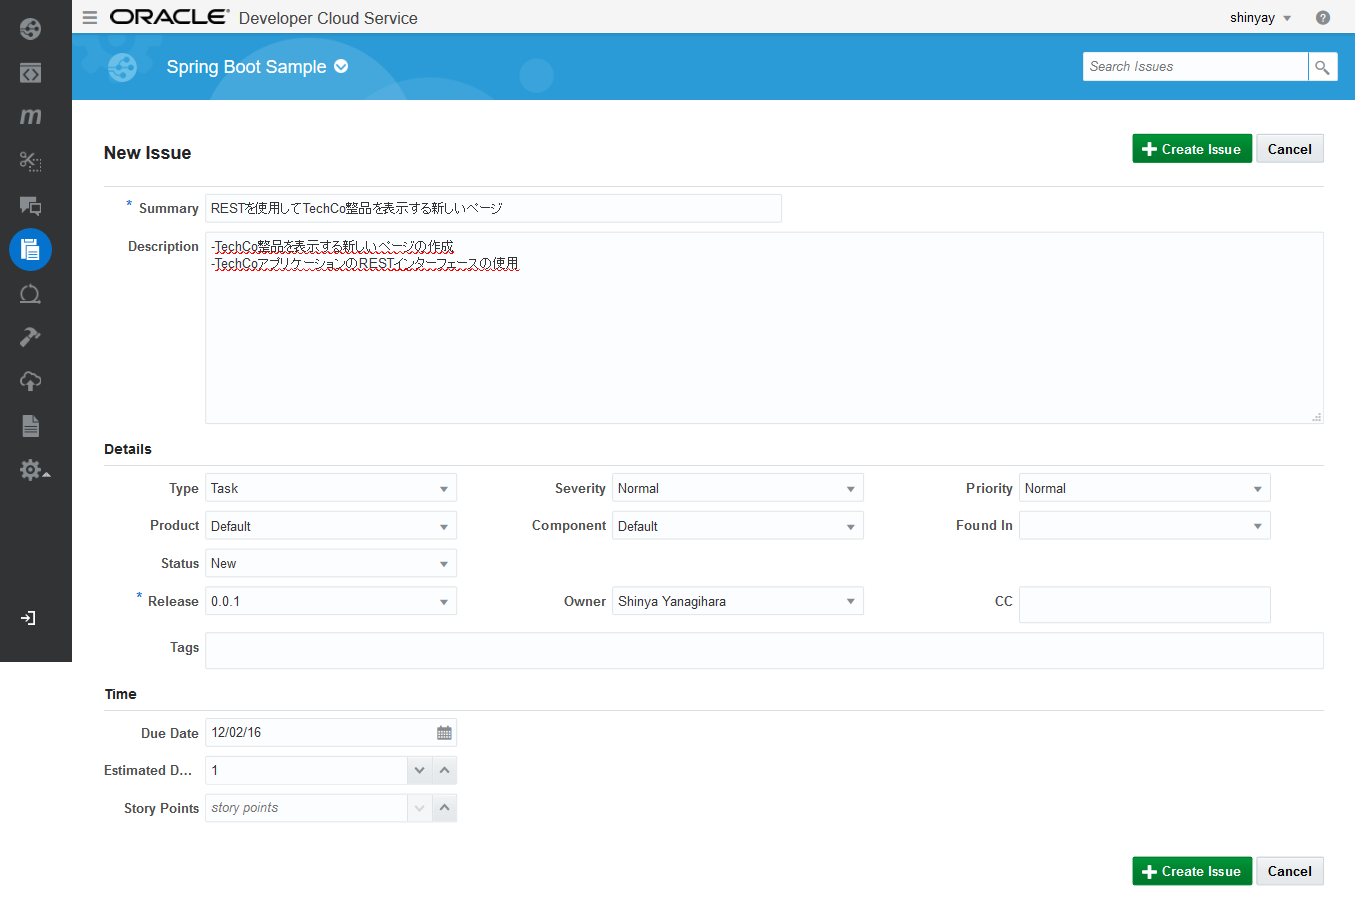 ORACLE® Developer Cloud Service
shinyay
Spring Boot Sample
Search Issues
New Issue
Create Issue
Cancel
* Summary
RESTを使用してTechCo整品を表示する新しいページ
Description
-TechCo整品を表示する新しいページの作成
-TechCoアプリケーションのRESTインターフェースの使用
Details
Type Task
Severity Normal
Priority Normal
Product Default
Component Default
Found In
Status New
* Release 0.0.1
Owner Shinya Yanagihara
CC
Tags
Time
Due Date 12/02/16
Estimated D... 1
Story Points story points
Create Issue
Cancel